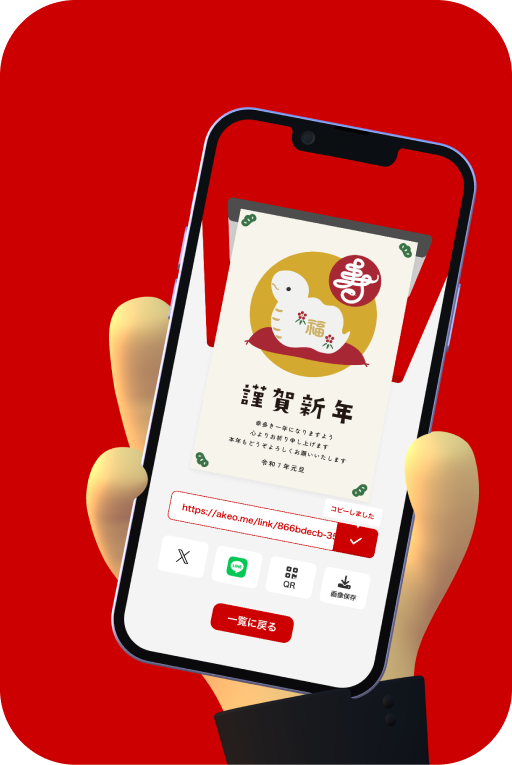 寿
福
謹賀新年
幸多き一年になりますよう
心よりお祈り申し上げます
本年もどうぞよろしくお願いいたします
令和7年元旦
コピーしました
https://akeo.me/link/866bdecb-35
X
LINE
QR
画像保存
一覧に戻る